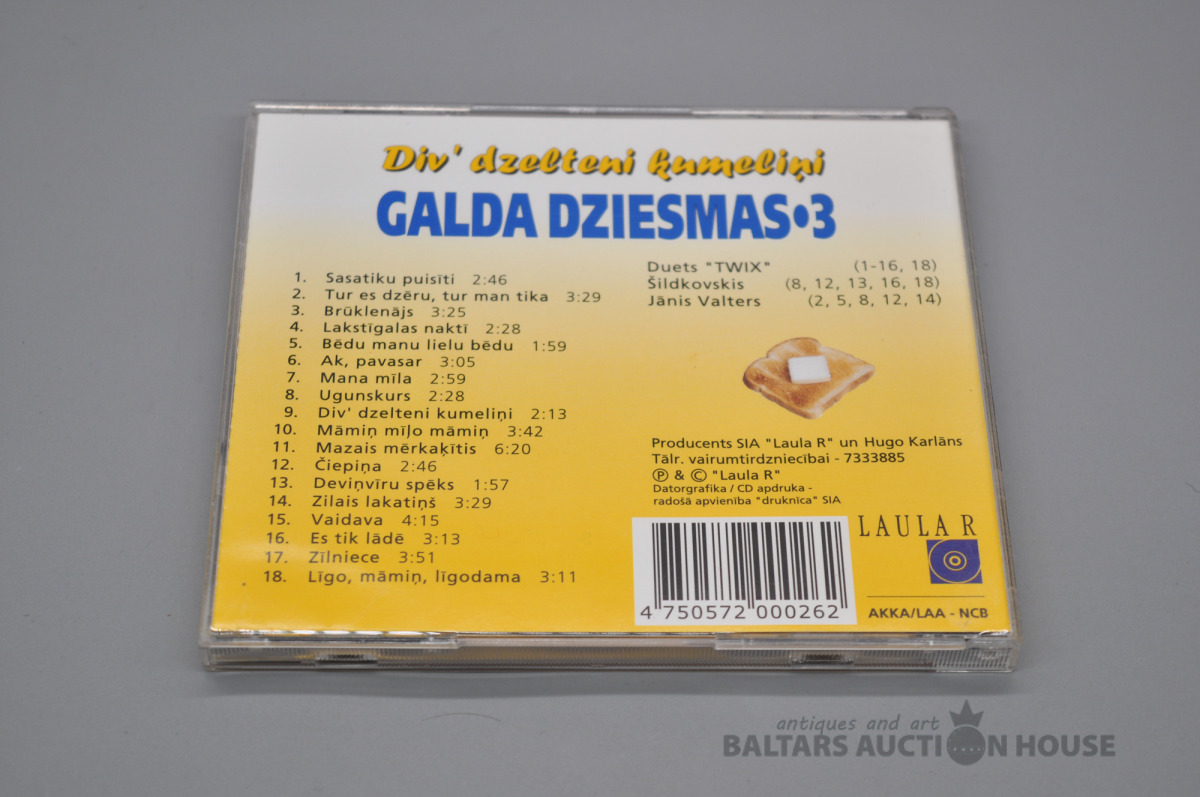 Div' dzelteni ķumeliņi
GALDA DZIESMAS•3
1. Sasatiku puisīti 2:46
2. Tur es dzēru, tur man tika 3:29
3. Brūklenājs 3:25
4. Lakstīgalas naktī 2:28
5. Bēdu manu lielu bēdu 1:59
6. Ak, pavasar 3:05
7. Mana mīla 2:59
8. Ugunskurs 2:28
9. Div' dzelteni kumeliņi 2:13
10. Māmiņ mīļo māmiņ 3:42
11. Mazais mērkaķītis 6:20
12. Čiepiņa 2:46
13. Deviņvīru spēks 1:57
14. Zilais lakatiņš 3:29
15. Vaidava 4:15
16. Es tik lādē 3:13
17. Zīlniece 3:51
18. Līgo, māmiņ, līgodama 3:11
Duets "TWIX" (1-16, 18)
Šildkovskis (8, 12, 13, 16, 18)
Jānis Valters (2, 5, 8, 12, 14)
Producents SIA "Laula R" un Hugo Karlāns
Tālr. vairumtirdzniecībai - 7333885
Ⓟ & © "Laula R"
Datorgrafika / CD apdruka -
radošā apvienība "druknīca" SIA
LAULA R
4 750572 000262
AKKA/LAA - NCB
antiques and art
BALTARS AUCTION HOUSE